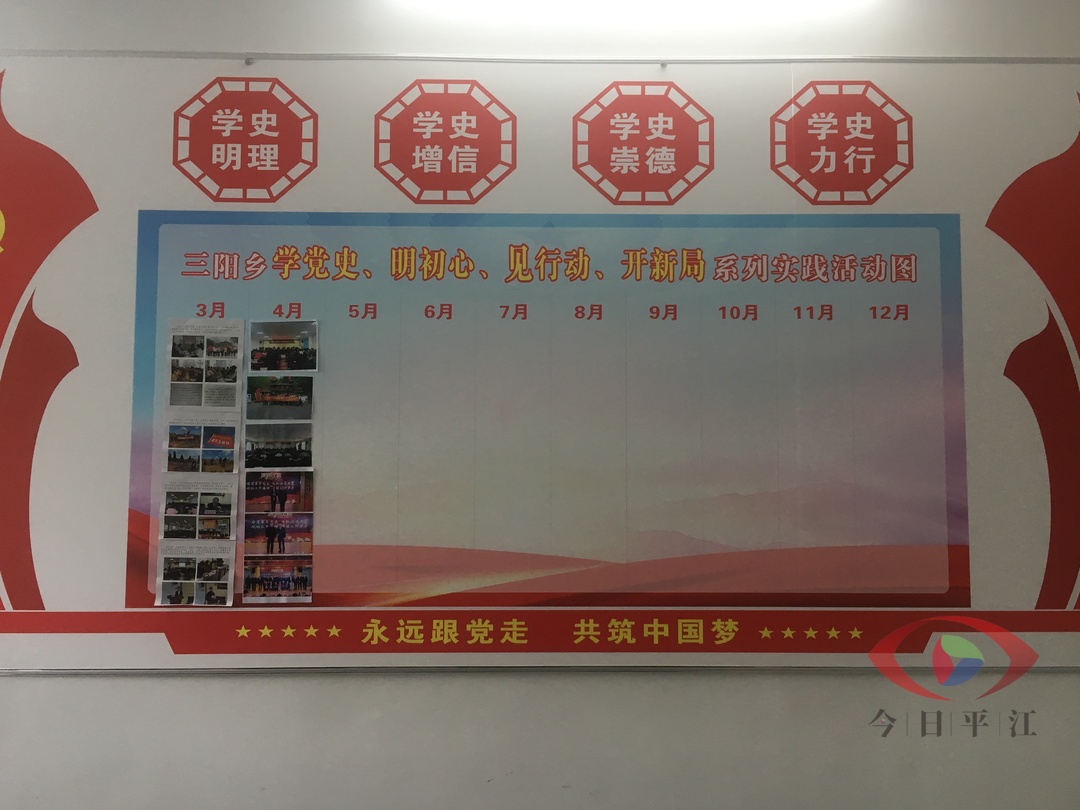 学史
明理
学史
增信
学史
崇德
学史
力行
三阳乡学党史、明初心、见行动、开新局系列实践活动图
3月 4月 5月 6月 7月 8月 9月 10月 11月 12月
永远跟党走 共筑中国梦
今日平江